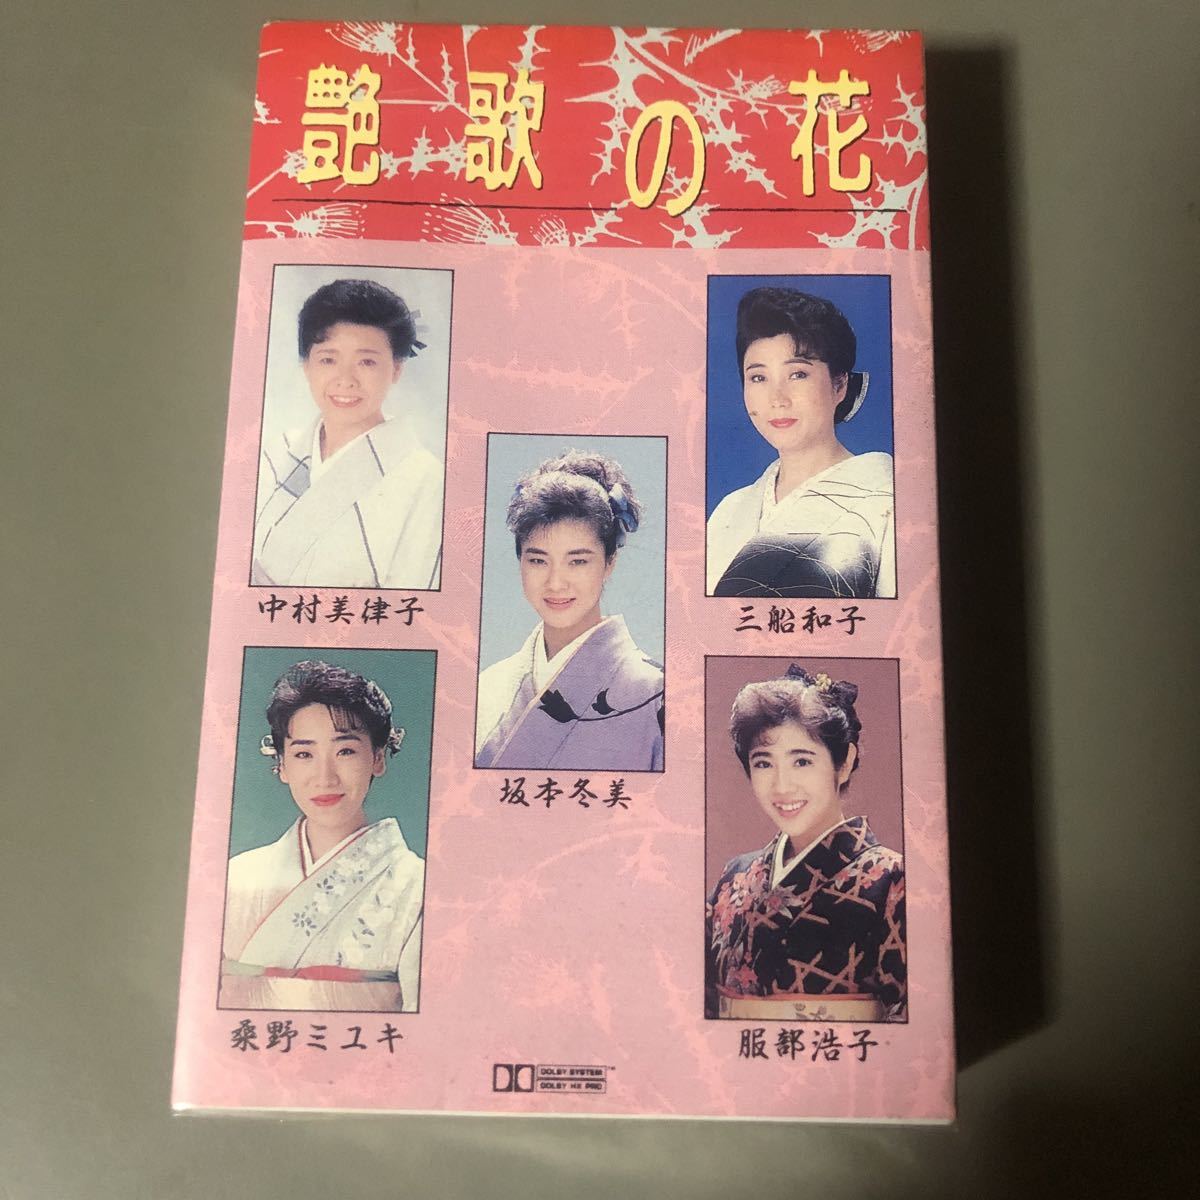 艶歌の花
中村美律子
三船和子
坂本冬美
桑野ミユキ
服部浩子
DOLBY SYSTEM™
DOLBY HX PRO